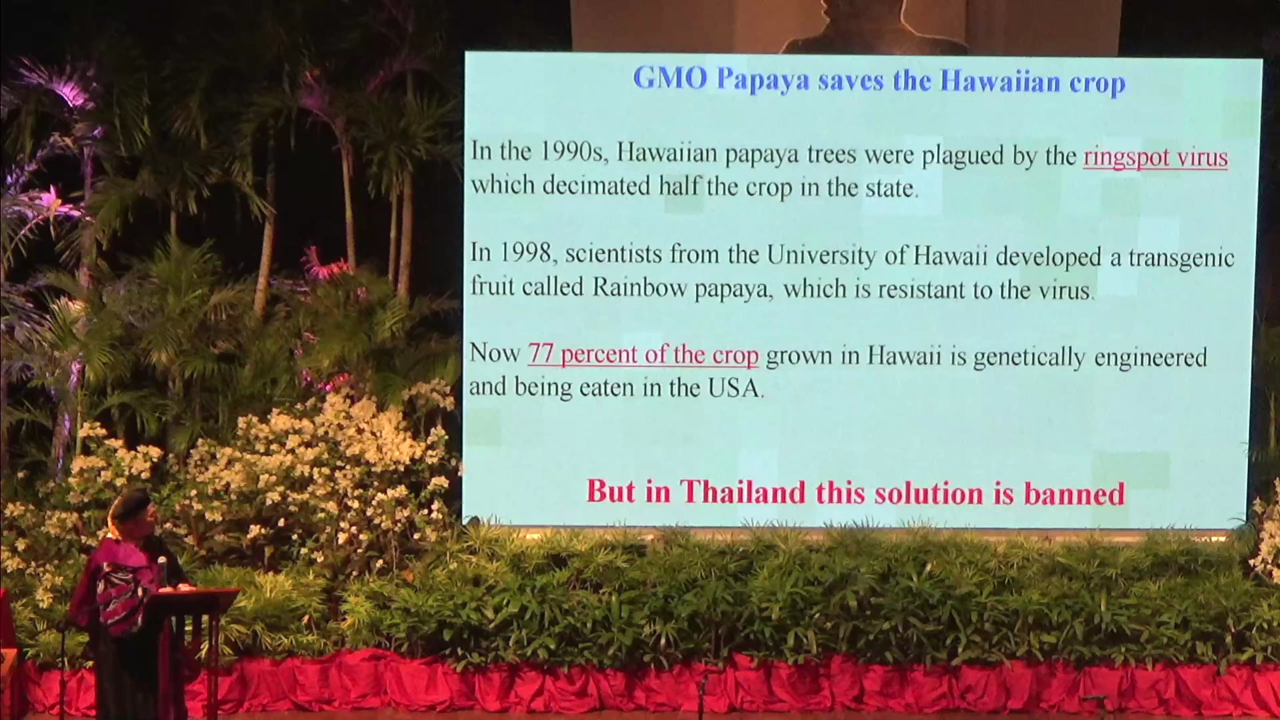 GMO Papaya saves the Hawaiian crop
In the 1990s, Hawaiian papaya trees were plagued by the ringspot virus
which decimated half the crop in the state.
In 1998, scientists from the University of Hawaii developed a transgenic
fruit called Rainbow papaya, which is resistant to the virus.
Now 77 percent of the crop grown in Hawaii is genetically engineered
and being eaten in the USA.
But in Thailand this solution is banned